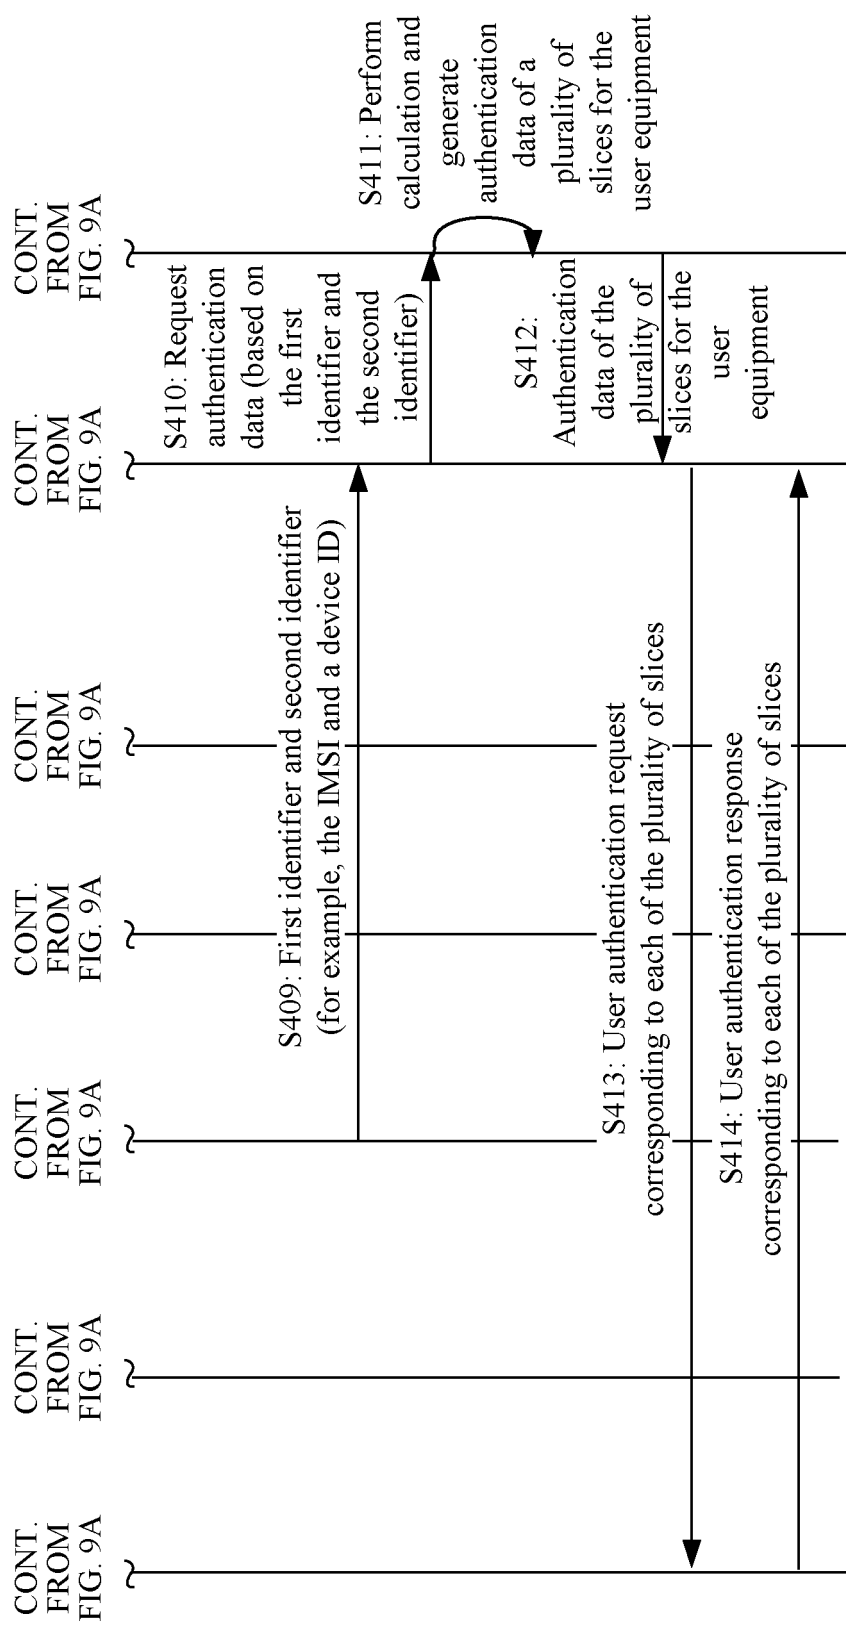 CONT.
FROM
FIG. 9A
CONT.
FROM
FIG. 9A
CONT.
FROM
FIG. 9A
CONT.
FROM
FIG. 9A
CONT.
FROM
FIG. 9A
CONT.
FROM
FIG. 9A
CONT.
FROM
FIG. 9A
S409: First identifier and second identifier
(for example, the IMSI and a device ID)
S410: Request
authentication
data (based on
the first
identifier and
the second
identifier)
S411: Perform
calculation and
generate
authentication
data of a
plurality of
slices for the
user equipment
S412:
Authentication
data of the
plurality of
slices for the
user
equipment
S413: User authentication request
corresponding to each of the plurality of slices
S414: User authentication response
corresponding to each of the plurality of slices